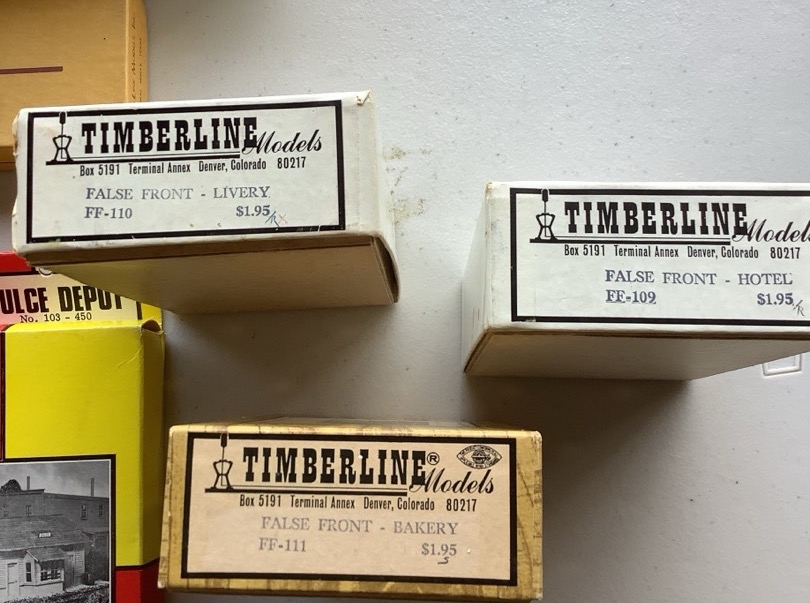 TIMBERLINE Models
Box 5191 Terminal Annex Denver, Colorado 80217
FALSE FRONT - LIVERY
FF-110 $1.95
TIMBERLINE Models
Box 5191 Terminal Annex Denver, Colorado 80217
FALSE FRONT - HOTEL
FF-109 $1.95
ULCE DEPOT
No. 103 - 450
TIMBERLINE® Models
Box 5191 Terminal Annex Denver, Colorado 80217
FALSE FRONT - BAKERY
FF-111 $1.95